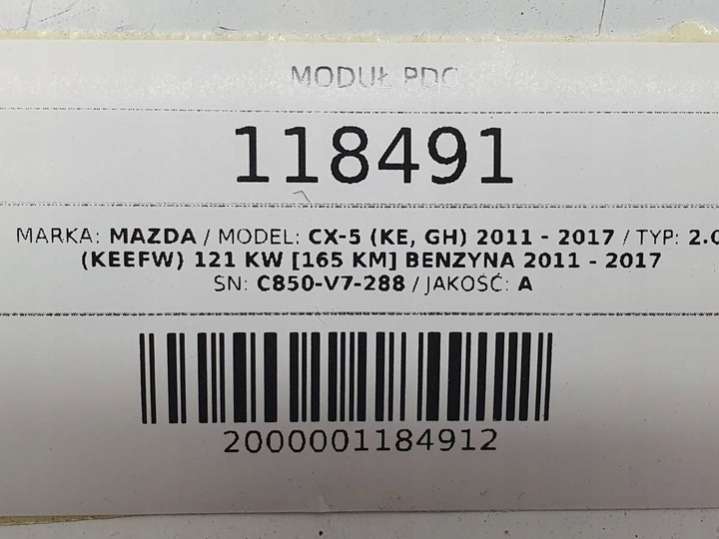 MODUŁ PDC
118491
MARKA: MAZDA / MODEL: CX-5 (KE, GH) 2011 - 2017 / TYP: 2.0
(KEEFW) 121 KW [165 KM] BENZYNA 2011 - 2017
SN: C850-V7-288 / JAKOŚĆ: A
2000001184912